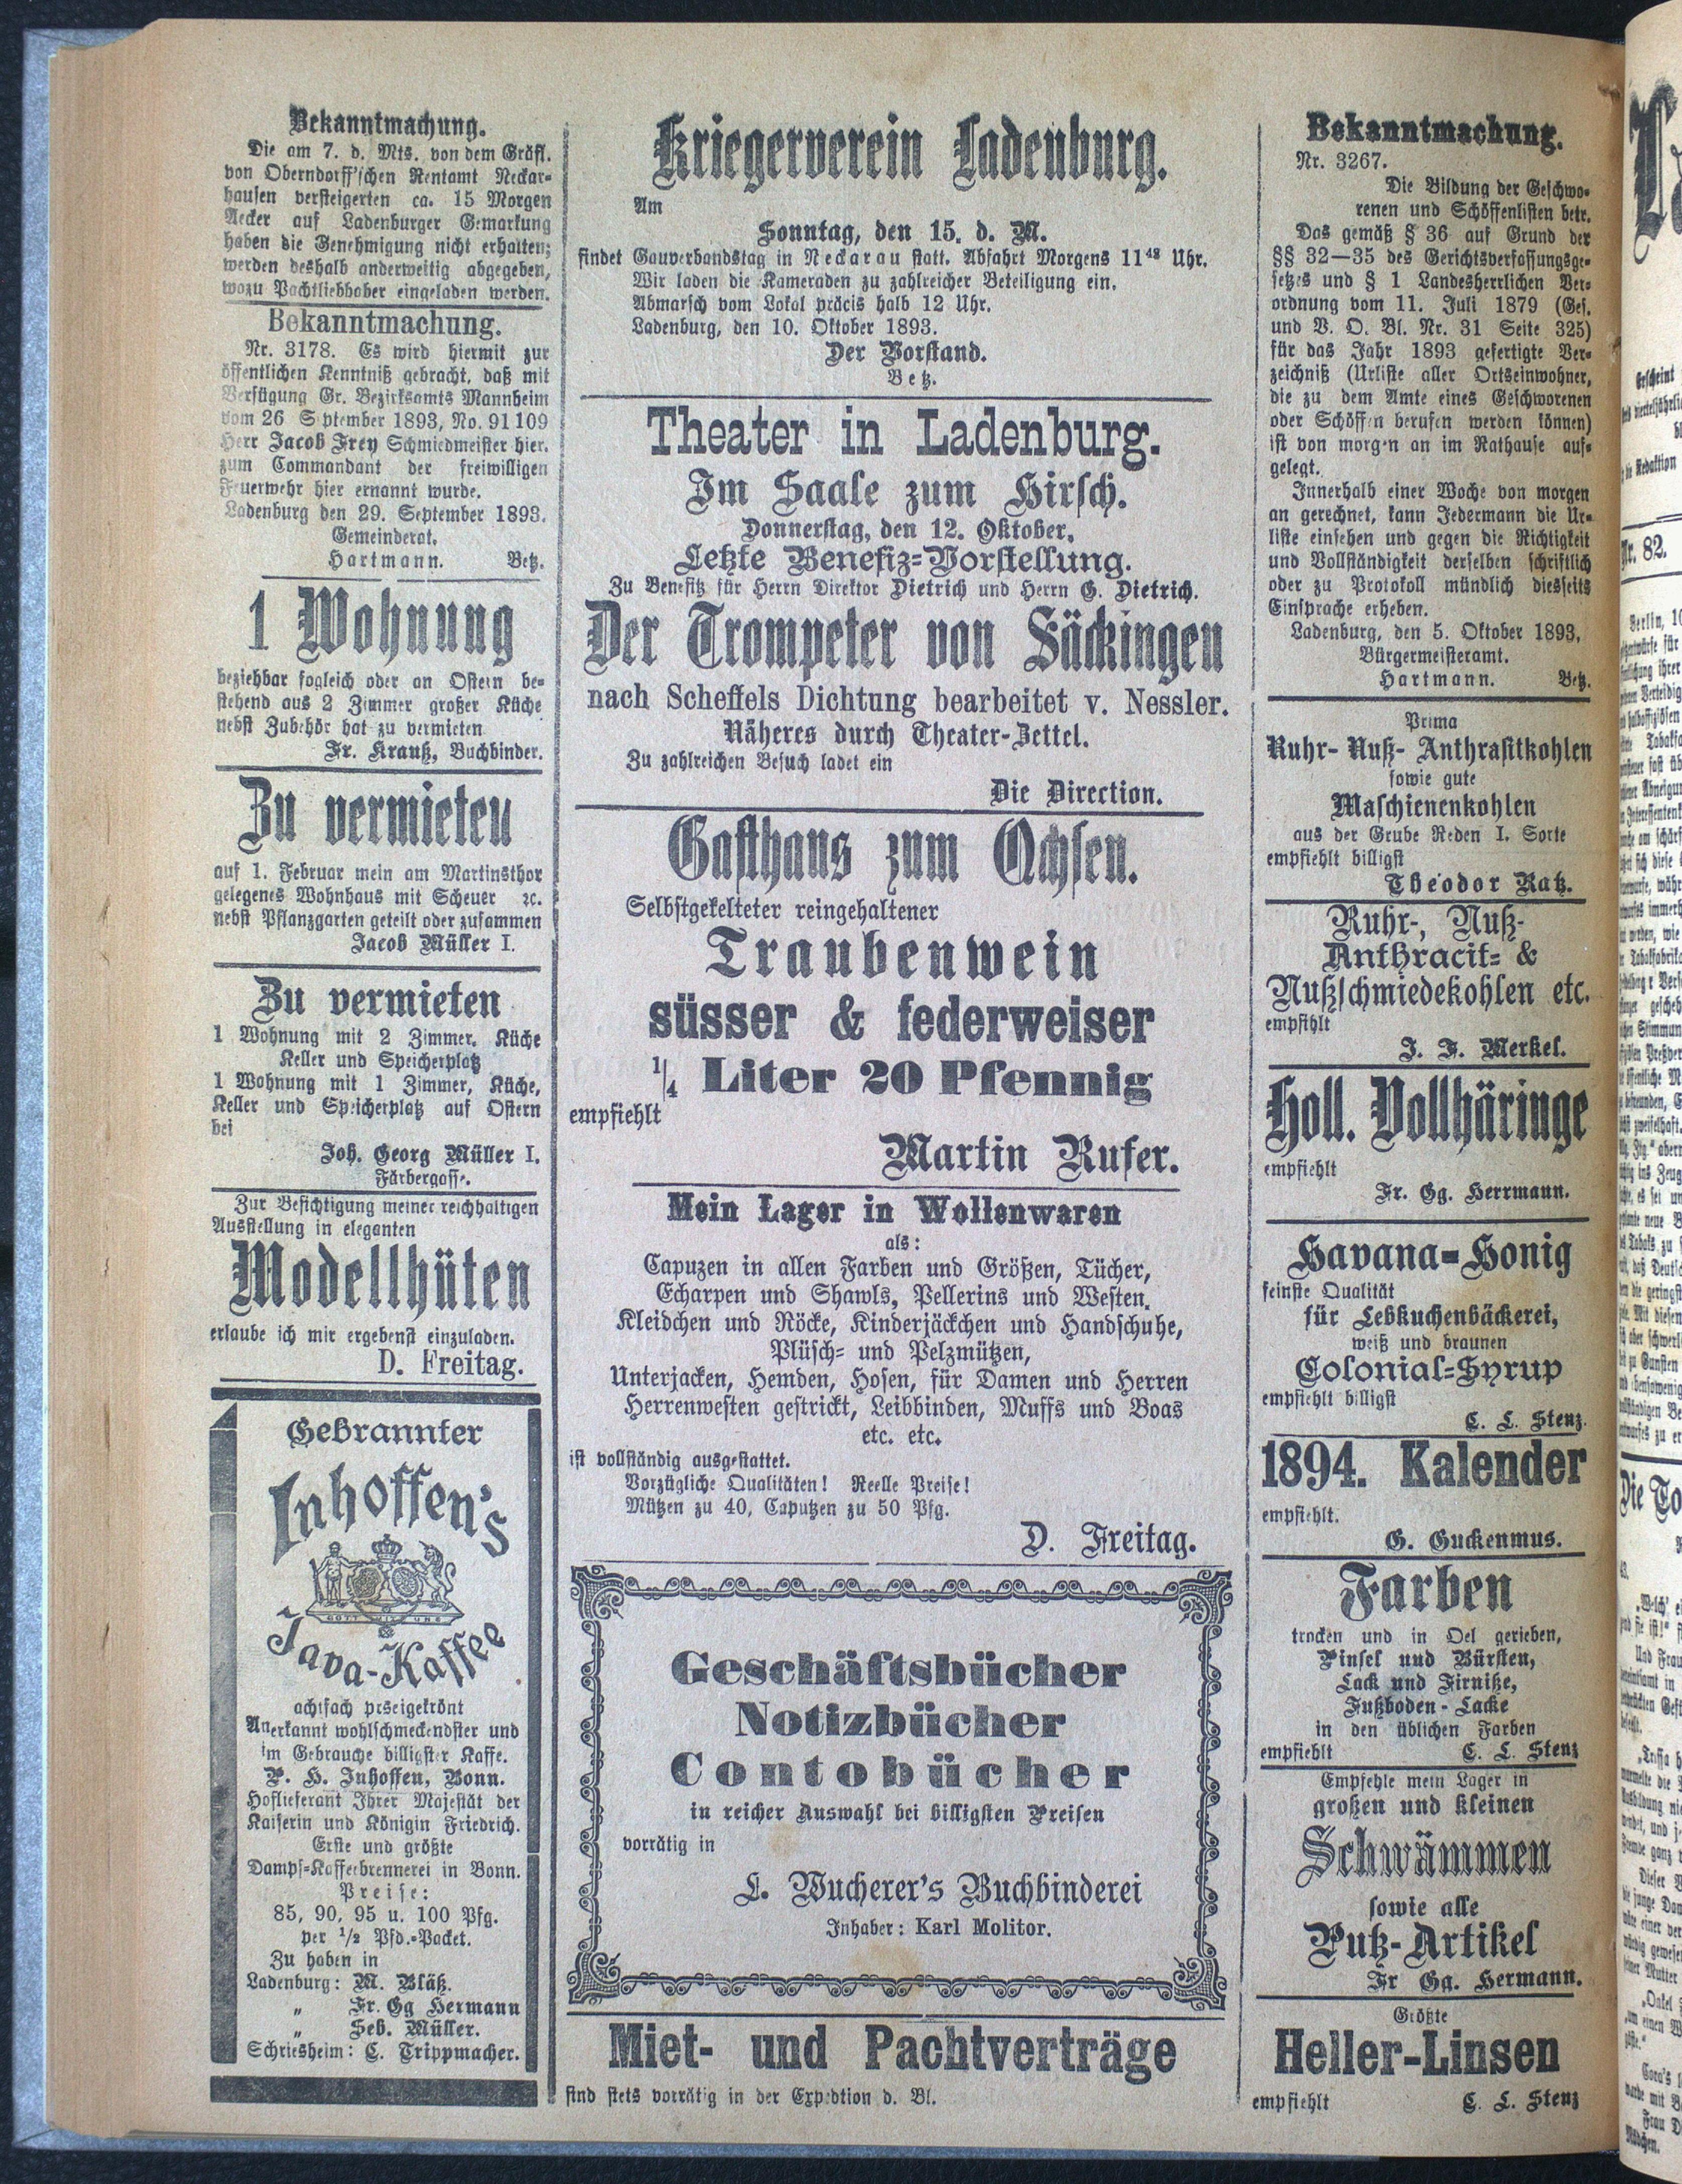 Bekanntmachung.
Die am 7. d. Mts. von dem Gräfl.
von Oberndorff'schen Rentamt Neckar-
hausen versteigerten ca. 15 Morgen
Aecker auf Ladenburger Gemarkung
haben die Genehmigung nicht erhalten;
werden deshalb anderweitig abgegeben,
wozu Pachtliebhaber eingeladen werden.
Bekanntmachung.
Nr. 3178. Es wird hiermit zur
öffentlichen Kenntniß gebracht, daß mit
Verfügung Gr. Bezirksamts Mannheim
vom 26 S ptember 1893, No. 91109
Herr Jacob Frey Schmiedmeister hier.
zum Commandant der freiwilligen
Feuerwehr hier ernannt wurde.
Ladenburg den 29. September 1893.
Gemeinderat.
Hartmann. Betz.
1 Wohnung
beziehbar sogleich oder an Ostern be-
stehend aus 2 Zimmer großer Küche
nebst Zubehör hat zu vermieten
Fr. Krauß, Buchbinder.
Zu vermieten
auf 1. Februar mein am Martinsthor
gelegenes Wohnhaus mit Scheuer ꝛc.
nebst Pflanzgarten geteilt oder zusammen
Jacob Müller I.
Zu vermieten
1 Wohnung mit 2 Zimmer. Küche
Keller und Speicherplatz
1 Wohnung mit 1 Zimmer, Küche,
Keller und Speicherplatz auf Ostern
bei
Joh. Georg Müller I.
Färbergasse.
Zur Besichtigung meiner reichhaltigen
Ausstellung in eleganten
Modellhüten
erlaube ich mir ergebenst einzuladen.
D. Freitag.
Gebrannter
Inhoffen's
GOTT MIT UNS
Java-Kaffee
achtfach prseigekrönt
Anerkannt wohlschmeckendster und
im Gebrauche billigster Kaffe.
P. H. Inhoffen, Bonn.
Hoflieferant Ihrer Majestät der
Kaiserin und Königin Friedrich.
Erste und größte
Dampf-Kaffeebrennerei in Bonn.
Preise:
85, 90, 95 u. 100 Pfg.
per 1/2 Pfd.-Packet.
Zu haben in
Ladenburg: M. Bläß.
„ Fr. Gg Hermann
„ Seb. Müller.
Schriesheim: C. Trippmacher.
Kriegerverein Ladenburg.
Am
Sonntag, den 15. d. M.
findet Gauverbandstag in Neckarau statt. Abfahrt Morgens 11⁴⁸ Uhr.
Wir laden die Kameraden zu zahlreicher Beteiligung ein.
Abmarsch vom Lokal präcis halb 12 Uhr.
Ladenburg, den 10. Oktober 1893.
Der Vorstand.
Betz.
Theater in Ladenburg.
Im Saale zum Hirsch.
Donnerstag, den 12. Oktober.
Letzte Benefiz-Vorstellung.
Zu Benefitz für Herrn Direktor Dietrich und Herrn G. Dietrich.
Der Trompeter von Säckingen
nach Scheffels Dichtung bearbeitet v. Nessler.
Näheres durch Theater-Zettel.
Zu zahlreichen Besuch ladet ein
Die Direction.
Gasthaus zum Ochsen.
Selbstgekelteter reingehaltener
Traubenwein
süsser & federweiser
1/4 Liter 20 Pfennig
empfiehlt
Martin Rufer.
Mein Lager in Wollenwaren
als:
Capuzen in allen Farben und Größen, Tücher,
Echarpen und Shawls, Pellerins und Westen.
Kleidchen und Röcke, Kinderjäckchen und Handschuhe,
Plüsch- und Pelzmützen,
Unterjacken, Hemden, Hosen, für Damen und Herren
Herrenwesten gestrickt, Leibbinden, Muffs und Boas
etc. etc.
ist vollständig ausgestattet.
Vorzügliche Qualitäten! Reelle Preise!
Mützen zu 40, Caputzen zu 50 Pfg.
D. Freitag.
Geschäftsbücher
Notizbücher
Contobücher
in reicher Auswahl bei billigsten Preisen
vorrätig in
L. Wucherer's Buchbinderei
Inhaber: Karl Molitor.
Miet- und Pachtverträge
sind stets vorrätig in der Expedtion d. Bl.
Bekanntmachung.
Nr. 3267.
Die Bildung der Geschwo-
renen und Schöffenlisten betr.
Das gemäß § 36 auf Grund der
§§ 32—35 des Gerichtsverfassungsge-
setzes und § 1 Landesherrlichen Ver-
ordnung vom 11. Juli 1879 (Ges.
und V. O. Bl. Nr. 31 Seite 325)
für das Jahr 1893 gefertigte Ver-
zeichniß (Urliste aller Ortseinwohner,
die zu dem Amte eines Geschworenen
oder Schöffen berufen werden können)
ist von morgen an im Rathause auf-
gelegt.
Innerhalb einer Woche von morgen
an gerechnet, kann Jedermann die Ur-
liste einsehen und gegen die Richtigkeit
und Vollständigkeit derselben schriftlich
oder zu Protokoll mündlich diesseits
Einsprache erheben.
Ladenburg, den 5. Oktober 1893,
Bürgermeisteramt.
Hartmann. Betz.
Prima
Ruhr- Nuß- Anthrasitkohlen
sowie gute
Maschienenkohlen
aus der Grube Reden I. Sorte
empfiehlt billigst
Theodor Katz.
Ruhr-, Nuß-
Anthracit- &
Nußschmiedekohlen etc.
empfihlt
J. F. Merkel.
Holl. Vollhäringe
empfiehlt
Fr. Gg. Herrmann.
Havana-Honig
feinste Qualität
für Lebkuchenbäckerei,
weiß und braunen
Colonial-Syrup
empfiehlt billigst
C. L. Stenz.
1894. Kalender
empfiehlt.
G. Guckenmus.
Farben
trocken und in Oel gerieben,
Pinsel und Bürsten,
Lack und Firniße,
Fußboden-Lacke
in den üblichen Farben
empfiehlt C. L. Stenz
Empfehle mein Lager in
großen und kleinen
Schwämmen
sowie alle
Putz-Artikel
Fr Gg. Hermann.
Größte
Heller-Linsen
empfiehlt C. L. Stenz
Nr. 82.